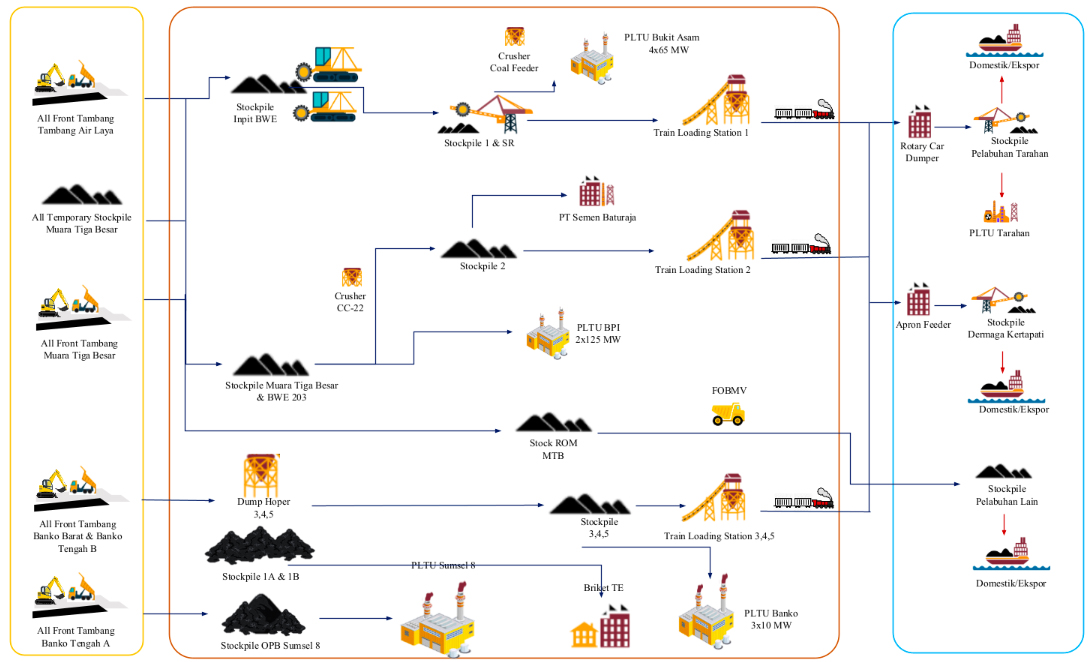 All Front Tambang
Tambang Air Laya
All Temporary Stockpile
Muara Tiga Besar
All Front Tambang
Muara Tiga Besar
All Front Tambang
Banko Barat & Banko
Tengah B
All Front Tambang
Banko Tengah A
Stockpile
Inpit BWE
Crusher
Coal Feeder
PLTU Bukit Asam
4x65 MW
Stockpile 1 & SR
Train Loading Station 1
PT Semen Baturaja
Stockpile 2
Train Loading Station 2
Crusher
CC-22
PLTU BPI
2x125 MW
Stockpile Muara Tiga Besar
& BWE 203
FOBMV
Stock ROM
MTB
Dump Hoper
3,4,5
Stockpile
3,4,5
Train Loading Station 3,4,5
Stockpile 1A & 1B
PLTU Sumsel 8
Briket TE
Stockpile OPB Sumsel 8
PLTU Banko
3x10 MW
Domestik/Ekspor
Rotary Car
Dumper
Stockpile
Pelabuhan Tarahan
PLTU Tarahan
Apron Feeder
Stockpile
Dermaga Kertapati
Domestik/Ekspor
Stockpile
Pelabuhan Lain
Domestik/Ekspor